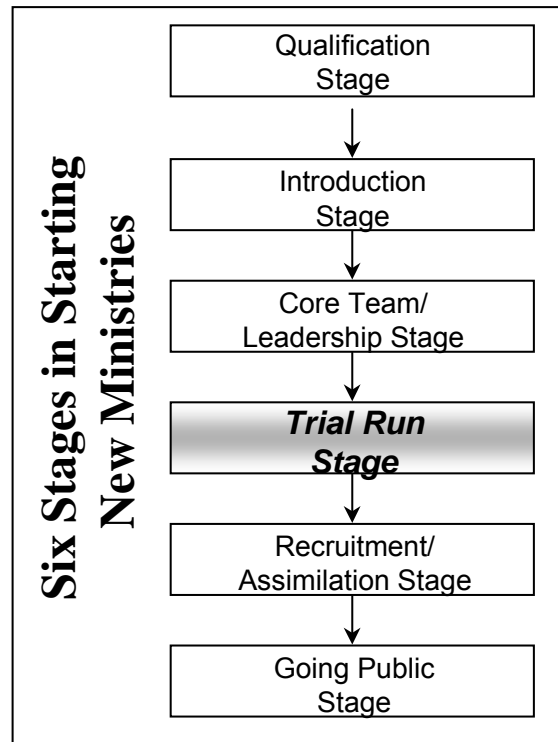 Six Stages in Starting
New Ministries
Qualification
Stage
Introduction
Stage
Core Team/
Leadership Stage
Trial Run
Stage
Recruitment/
Assimilation Stage
Going Public
Stage